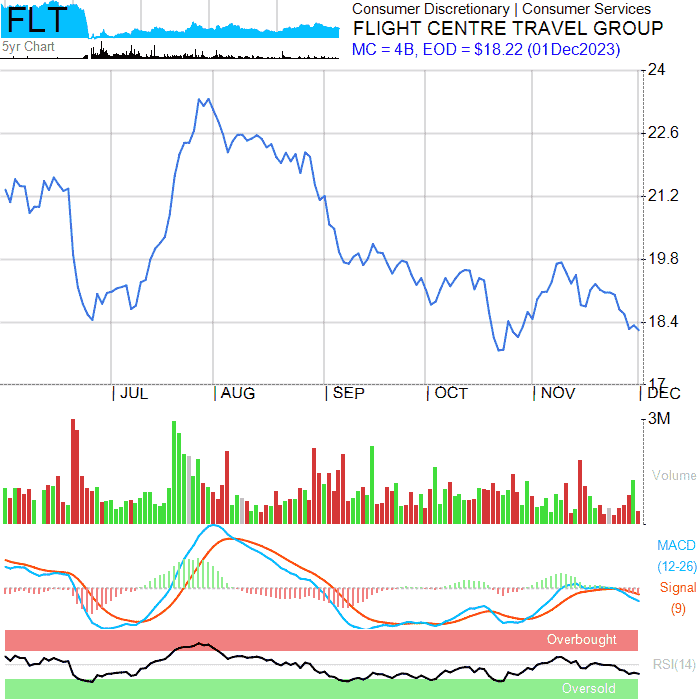 FLT
5yr Chart
Consumer Discretionary | Consumer Services
FLIGHT CENTRE TRAVEL GROUP
MC = 4B, EOD = $18.22 (01Dec2023)
24
22.6
21.2
19.8
18.4
17
JUL
AUG
SEP
OCT
NOV
DEC
3M
Volume
MACD
(12-26)
Signal
(9)
Overbought
RSI(14)
Oversold